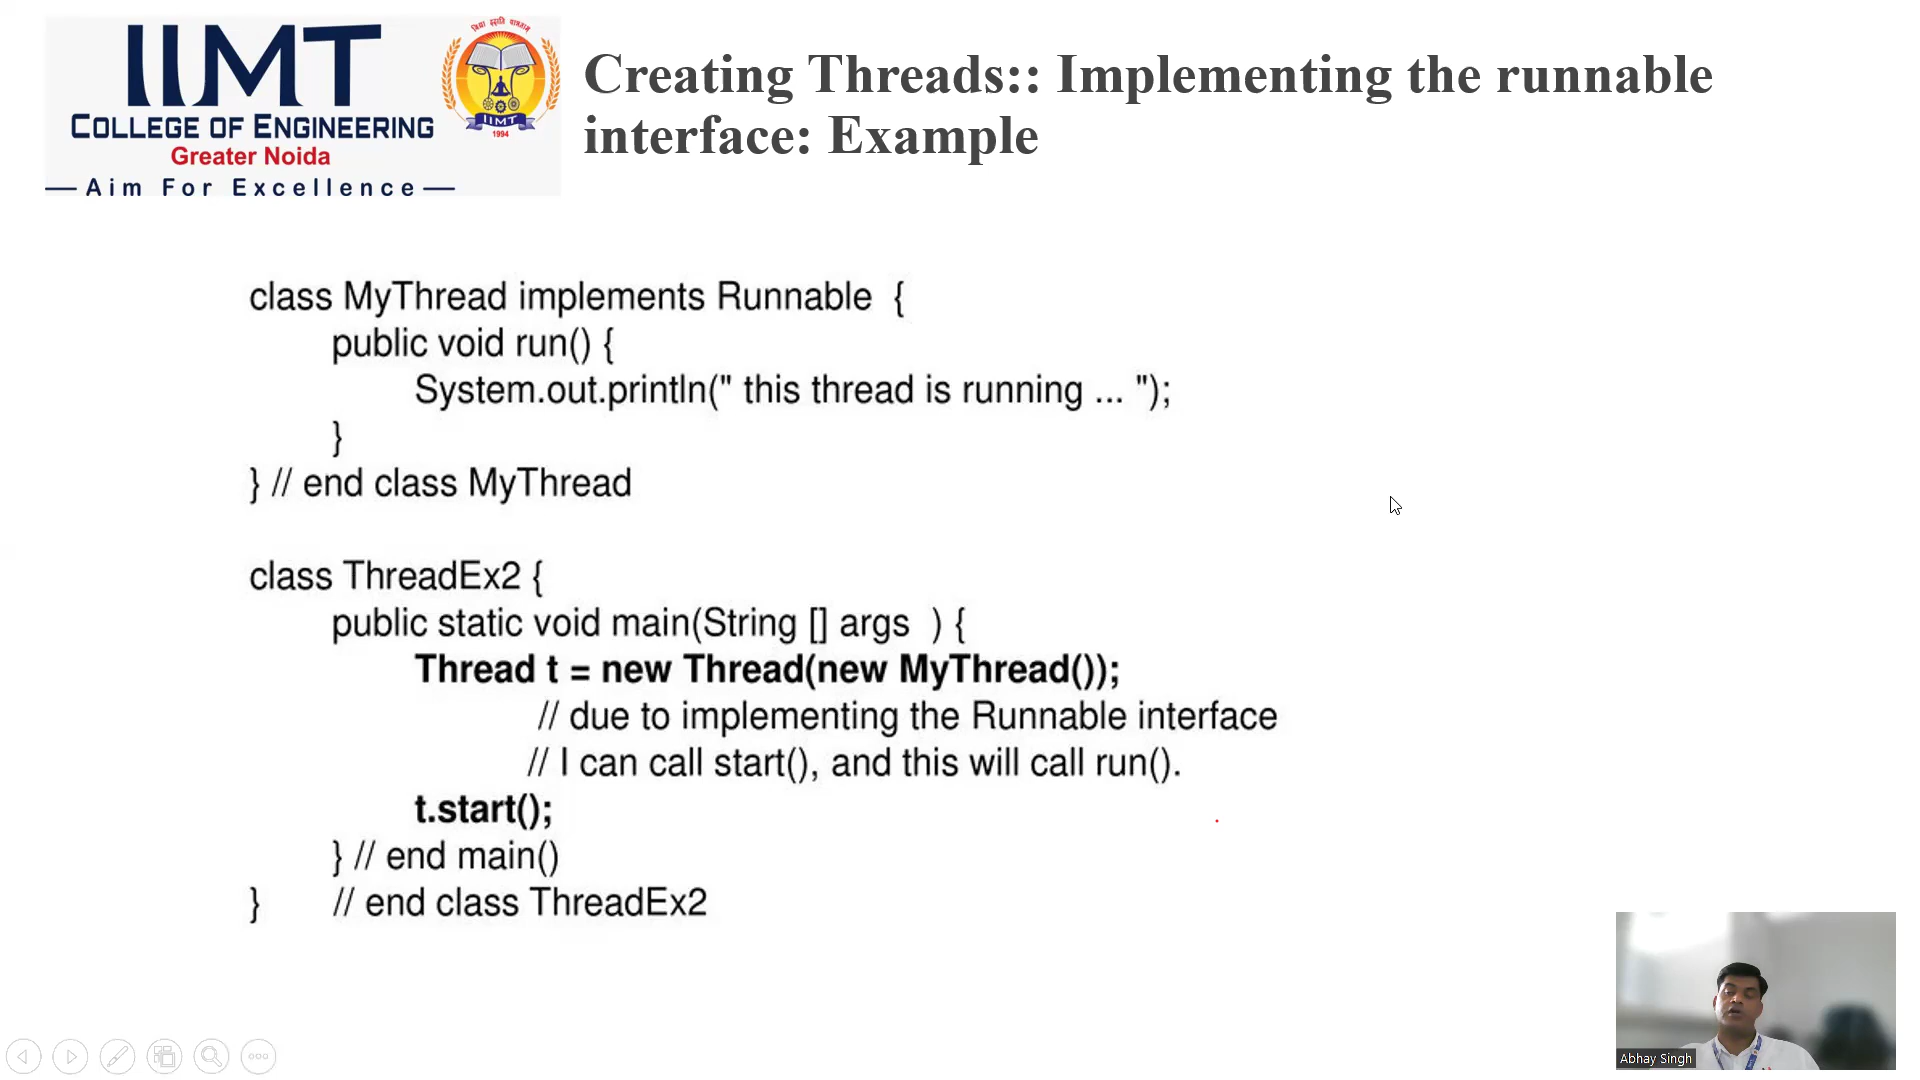 IIMT
COLLEGE OF ENGINEERING
Greater Noida
Aim For Excellence
IIMT
1994
Creating Threads:: Implementing the runnable
interface: Example
class MyThread implements Runnable {
public void run() {
System.out.println(" this thread is running ... ");
}
} // end class MyThread
class ThreadEx2 {
public static void main(String [] args ) {
Thread t = new Thread(new MyThread());
// due to implementing the Runnable interface
// I can call start(), and this will call run().
t.start();
} // end main()
} // end class ThreadEx2
Abhay Singh